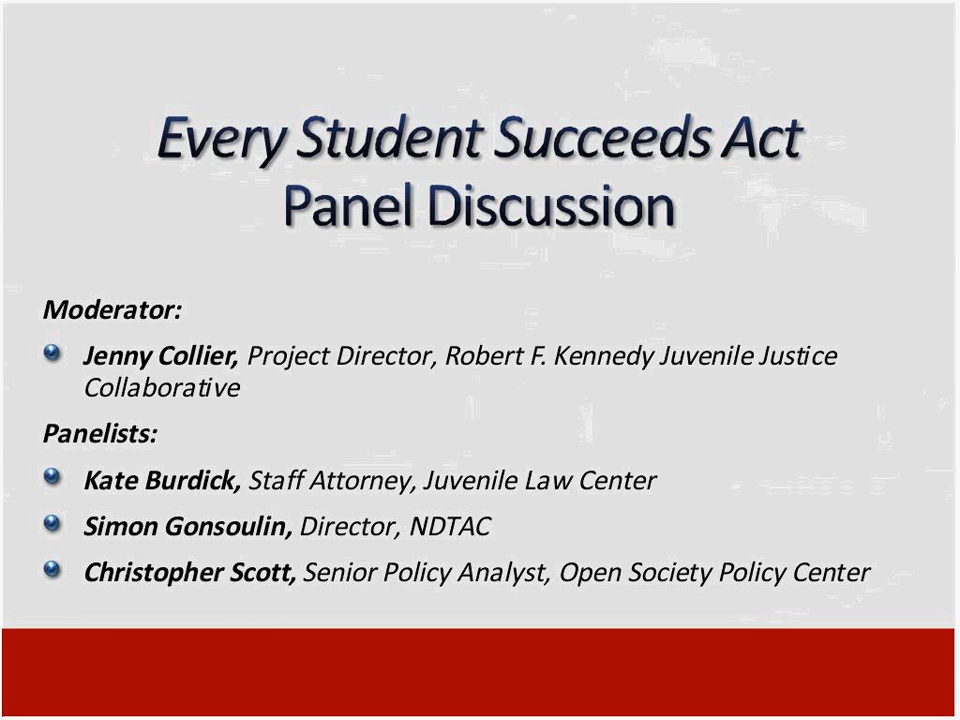 Every Student Succeeds Act
Panel Discussion
Moderator:
Jenny Collier, Project Director, Robert F. Kennedy Juvenile Justice
Collaborative
Panelists:
Kate Burdick, Staff Attorney, Juvenile Law Center
Simon Gonsoulin, Director, NDTAC
Christopher Scott, Senior Policy Analyst, Open Society Policy Center